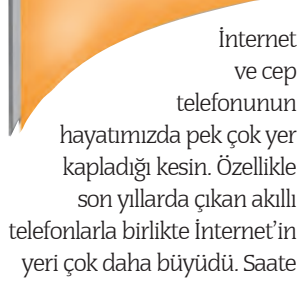 İnternet
ve cep
telefonunun
hayatımızda pek çok yer
kapladığı kesin. Özellikle
son yıllarda çıkan akıllı
telefonlarla birlikte İnternet’in
yeri çok daha büyüdü. Saate